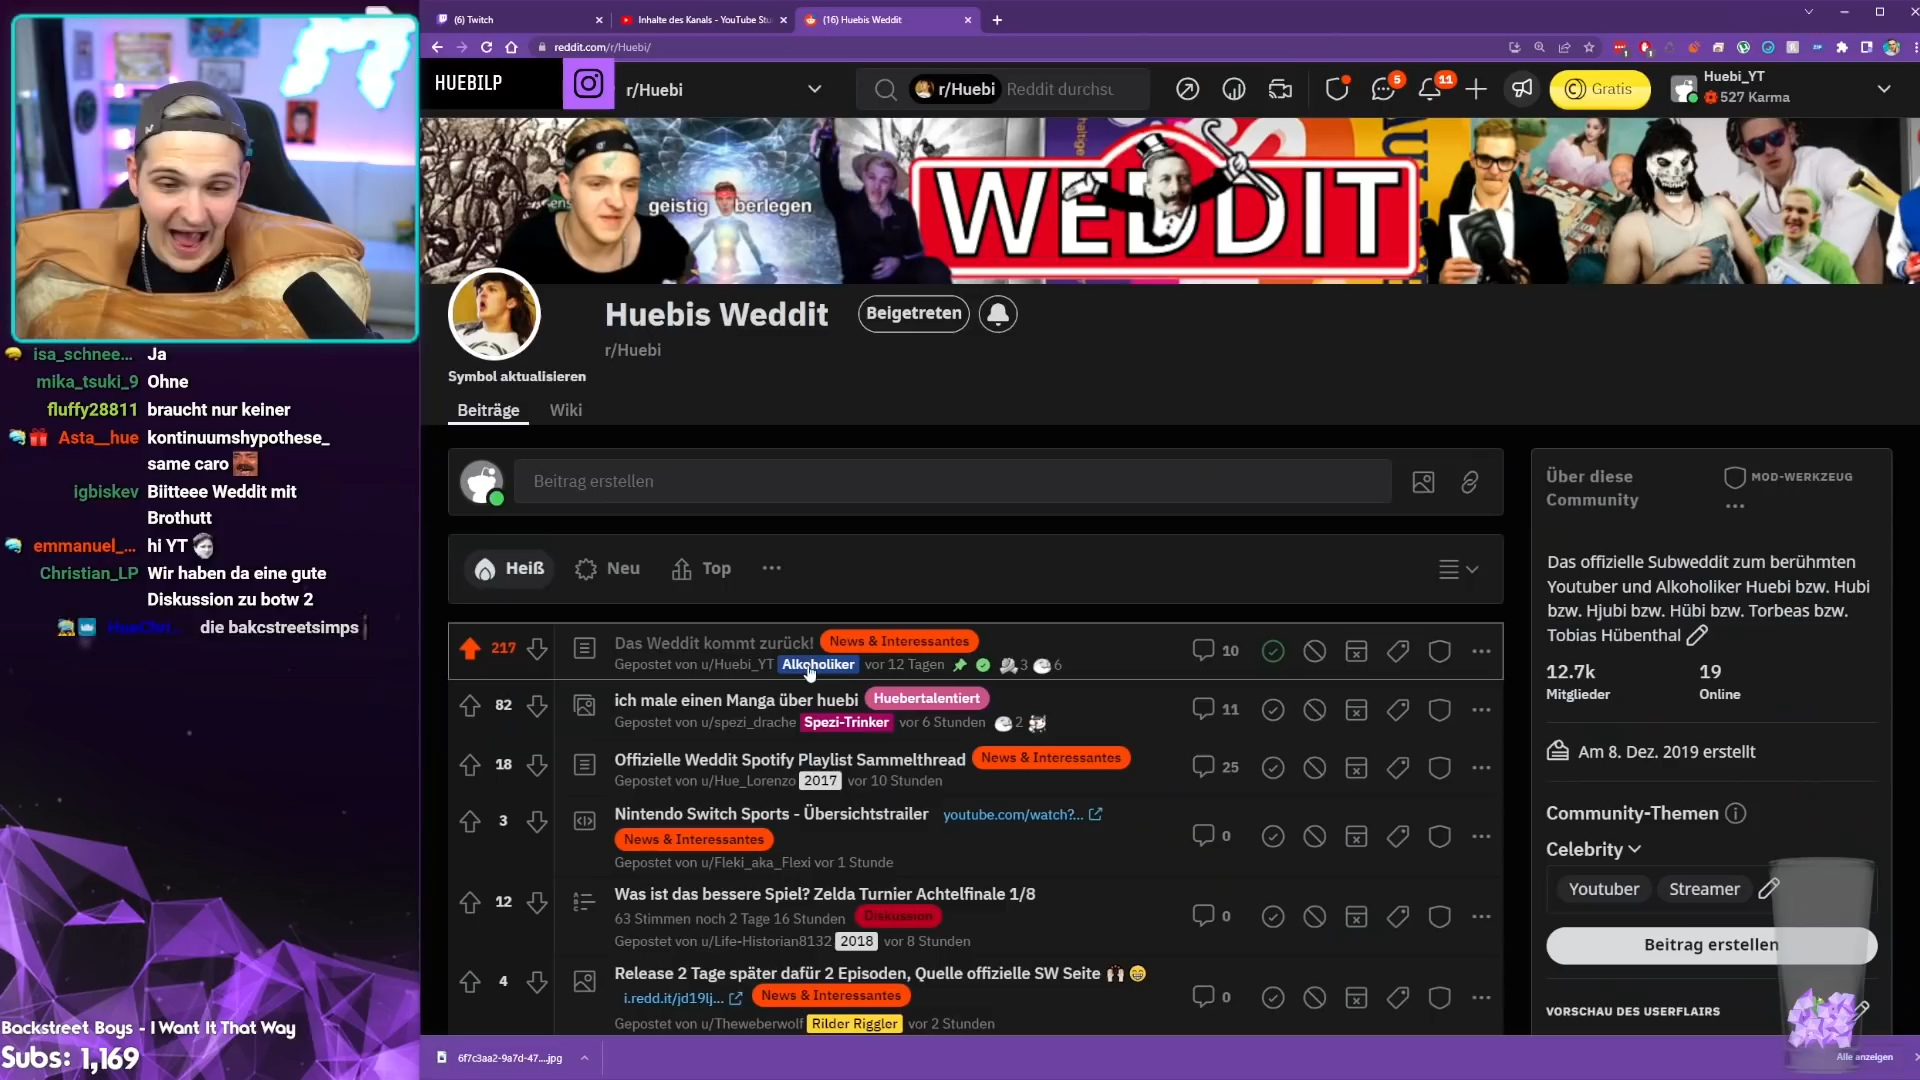 (6) Twitch
Inhalte des Kanals - YouTube Stu
(16) Huebis Weddit
reddit.com/r/Huebi/
HUEBILP
r/Huebi
r/Huebi Reddit durchsu
5
11
Gratis
Huebi_YT
527 Karma
geistig berlegen
WEDDIT
Huebis Weddit
Beigetreten
r/Huebi
Symbol aktualisieren
Beiträge
Wiki
isa_schnee... Ja
mika_tsuki_9 Ohne
fluffy28811 braucht nur keiner
Asta__hue kontinuumshypothese_
same caro
igbiskev Biitteee Weddit mit
Brothutt
emmanuel_... hi YT
Christian_LP Wir haben da eine gute
Diskussion zu botw 2
HueChri... die bakcstreetsimps
Backstreet Boys - I Want It That Way
Subs: 1,169
Beitrag erstellen
Heiß
Neu
Top
217
Das Weddit kommt zurück! News & Interessantes
Gepostet von u/Huebi_YT Alkoholiker vor 12 Tagen 3 6
10
82
ich male einen Manga über huebi Huebertalentiert
Gepostet von u/spezi_drache Spezi-Trinker vor 6 Stunden 2
11
18
Offizielle Weddit Spotify Playlist Sammelthread News & Interessantes
Gepostet von u/Hue_Lorenzo 2017 vor 10 Stunden
25
3
Nintendo Switch Sports - Übersichtstrailer youtube.com/watch?...
News & Interessantes
Gepostet von u/Fleki_aka_Flexi vor 1 Stunde
0
12
Was ist das bessere Spiel? Zelda Turnier Achtelfinale 1/8
63 Stimmen noch 2 Tage 16 Stunden Diskussion
Gepostet von u/Life-Historian8132 2018 vor 8 Stunden
0
4
Release 2 Tage später dafür 2 Episoden, Quelle offizielle SW Seite
i.redd.it/jd19lj... News & Interessantes
Gepostet von u/Theweberwolf Rilder Riggler vor 2 Stunden
0
Über diese
Community
MOD-WERKZEUG
Das offizielle Subweddit zum berühmten
Youtuber und Alkoholiker Huebi bzw. Hubi
bzw. Hjubi bzw. Hübi bzw. Torbeas bzw.
Tobias Hübenthal
12.7k
Mitglieder
19
Online
Am 8. Dez. 2019 erstellt
Community-Themen
Celebrity
Youtuber
Streamer
Beitrag erstellen
VORSCHAU DES USERFLAIRS
6f7c3aa2-9a7d-47....jpg
Alle anzeigen